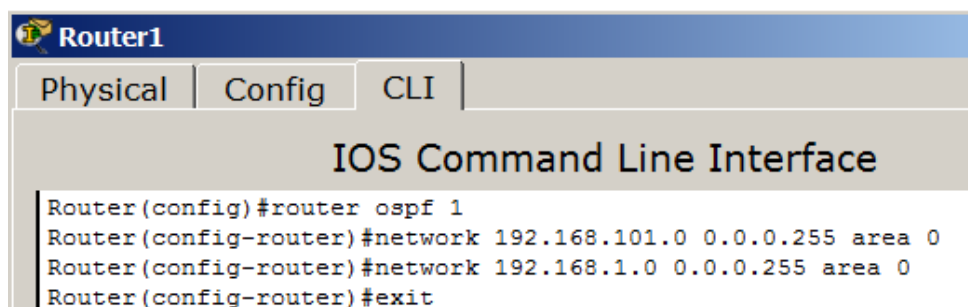 Router1
Physical Config CLI
IOS Command Line Interface
Router(config)#router ospf 1
Router(config-router)#network 192.168.101.0 0.0.0.255 area 0
Router(config-router)#network 192.168.1.0 0.0.0.255 area 0
Router(config-router)#exit